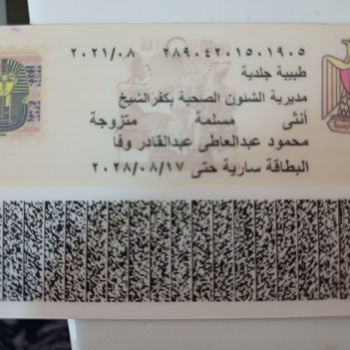 ٢٠٢١/٠٨ ٢٨٩٠٤٢٠١٥٠١٩٠٥
طبيبة جلدية
مديرية الشئون الصحية بكفرالشيخ
أنثى مسلمة متزوجة
محمود عبدالعاطى عبدالقادر وفا
البطاقة سارية حتى ٢٠٢٨/٠٨/١٧